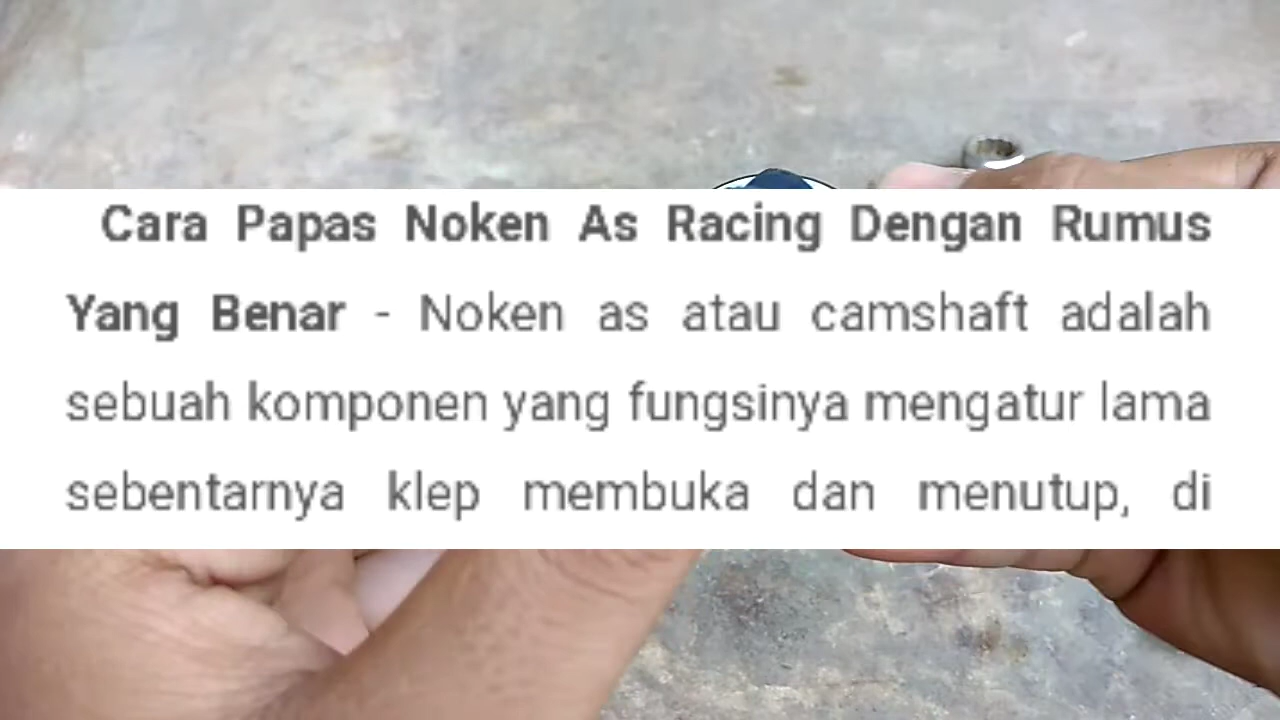 Cara Papas Noken As Racing Dengan Rumus
Yang Benar - Noken as atau camshaft adalah
sebuah komponen yang fungsinya mengatur lama
sebentarnya klep membuka dan menutup, di